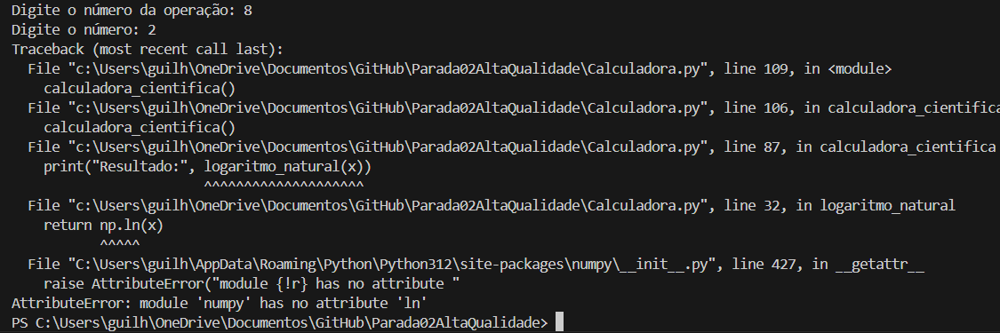 Digite o número da operação: 8
Digite o número: 2
Traceback (most recent call last):
  File "c:\Users\guilh\OneDrive\Documentos\GitHub\Parada02AltaQualidade\Calculadora.py", line 109, in <module>
    calculadora_cientifica()
  File "c:\Users\guilh\OneDrive\Documentos\GitHub\Parada02AltaQualidade\Calculadora.py", line 106, in calculadora_cientifica
    calculadora_cientifica()
  File "c:\Users\guilh\OneDrive\Documentos\GitHub\Parada02AltaQualidade\Calculadora.py", line 87, in calculadora_cientifica
    print("Resultado:", logaritmo_natural(x))
                        ^^^^^^^^^^^^^^^^^^^^
  File "c:\Users\guilh\OneDrive\Documentos\GitHub\Parada02AltaQualidade\Calculadora.py", line 32, in logaritmo_natural
    return np.ln(x)
           ^^^^^
  File "C:\Users\guilh\AppData\Roaming\Python\Python312\site-packages\numpy\__init__.py", line 427, in __getattr__
    raise AttributeError("module {!r} has no attribute "
AttributeError: module 'numpy' has no attribute 'ln'
PS C:\Users\guilh\OneDrive\Documentos\GitHub\Parada02AltaQualidade>